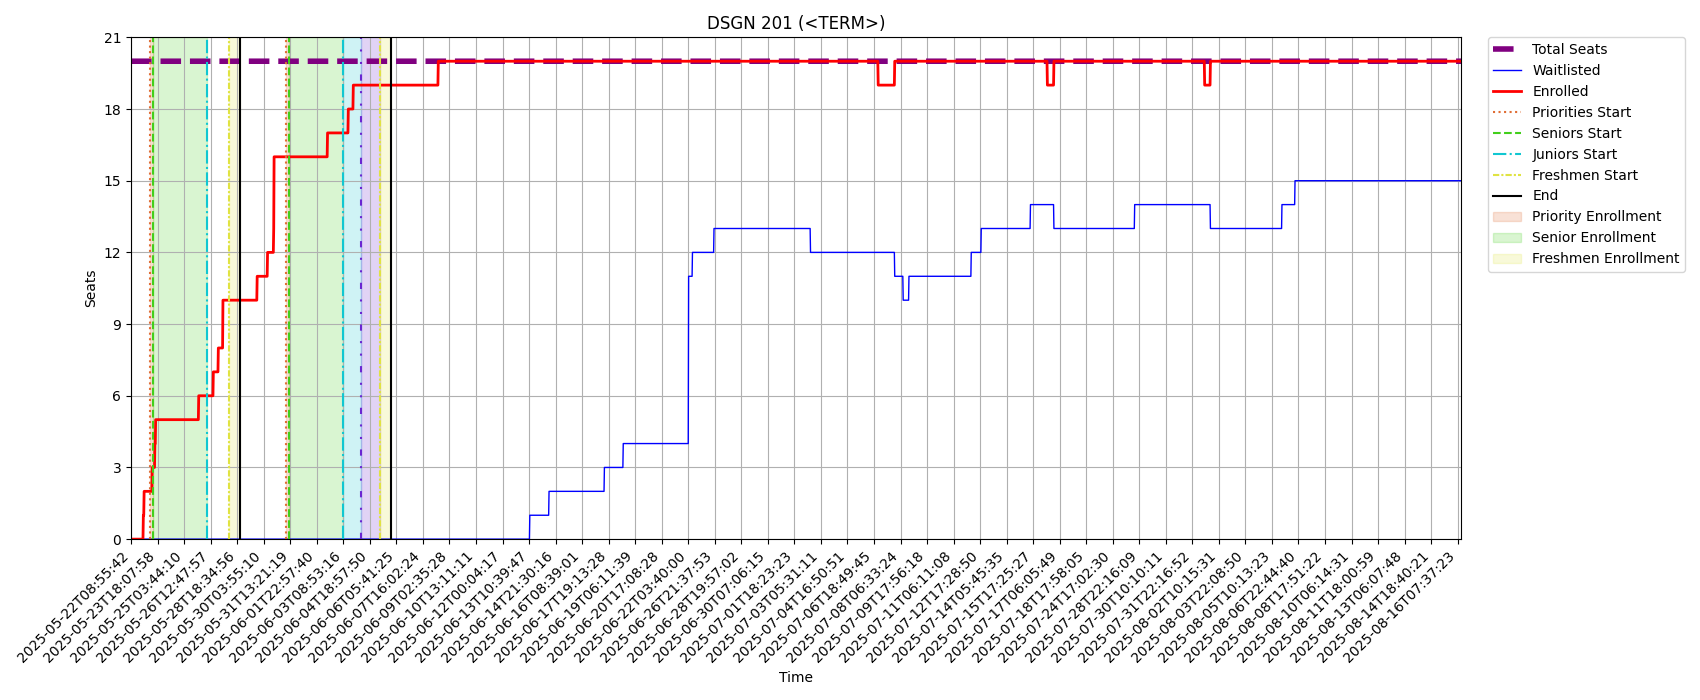 DSGN 201 (<TERM>)
21
18
15
12
9
6
3
0
Seats
2025-05-22T08:55:42
2025-05-23T18:07:58
2025-05-25T03:44:10
2025-05-26T12:47:57
2025-05-28T18:34:56
2025-05-30T03:55:10
2025-05-31T13:21:19
2025-06-01T22:57:40
2025-06-03T08:53:16
2025-06-04T18:57:50
2025-06-06T05:41:25
2025-06-07T16:02:24
2025-06-09T02:35:28
2025-06-10T13:11:11
2025-06-12T00:04:17
2025-06-13T10:39:47
2025-06-14T21:30:16
2025-06-16T08:39:01
2025-06-17T19:13:28
2025-06-19T06:11:39
2025-06-20T17:08:28
2025-06-22T03:40:00
2025-06-26T21:37:53
2025-06-28T19:57:02
2025-06-30T07:06:15
2025-07-01T18:23:23
2025-07-03T05:31:11
2025-07-04T16:50:51
2025-07-06T18:49:45
2025-07-08T06:33:24
2025-07-09T17:56:18
2025-07-11T06:11:08
2025-07-12T17:28:50
2025-07-14T05:45:35
2025-07-15T17:25:27
2025-07-17T06:05:49
2025-07-18T17:58:05
2025-07-24T17:02:30
2025-07-28T22:16:09
2025-07-30T10:10:11
2025-07-31T22:16:52
2025-08-02T10:15:31
2025-08-03T22:08:50
2025-08-05T10:13:23
2025-08-06T22:44:40
2025-08-08T17:51:22
2025-08-10T06:14:31
2025-08-11T18:00:59
2025-08-13T06:07:48
2025-08-14T18:40:21
2025-08-16T07:37:23
Time
Total Seats
Waitlisted
Enrolled
Priorities Start
Seniors Start
Juniors Start
Freshmen Start
End
Priority Enrollment
Senior Enrollment
Freshmen Enrollment